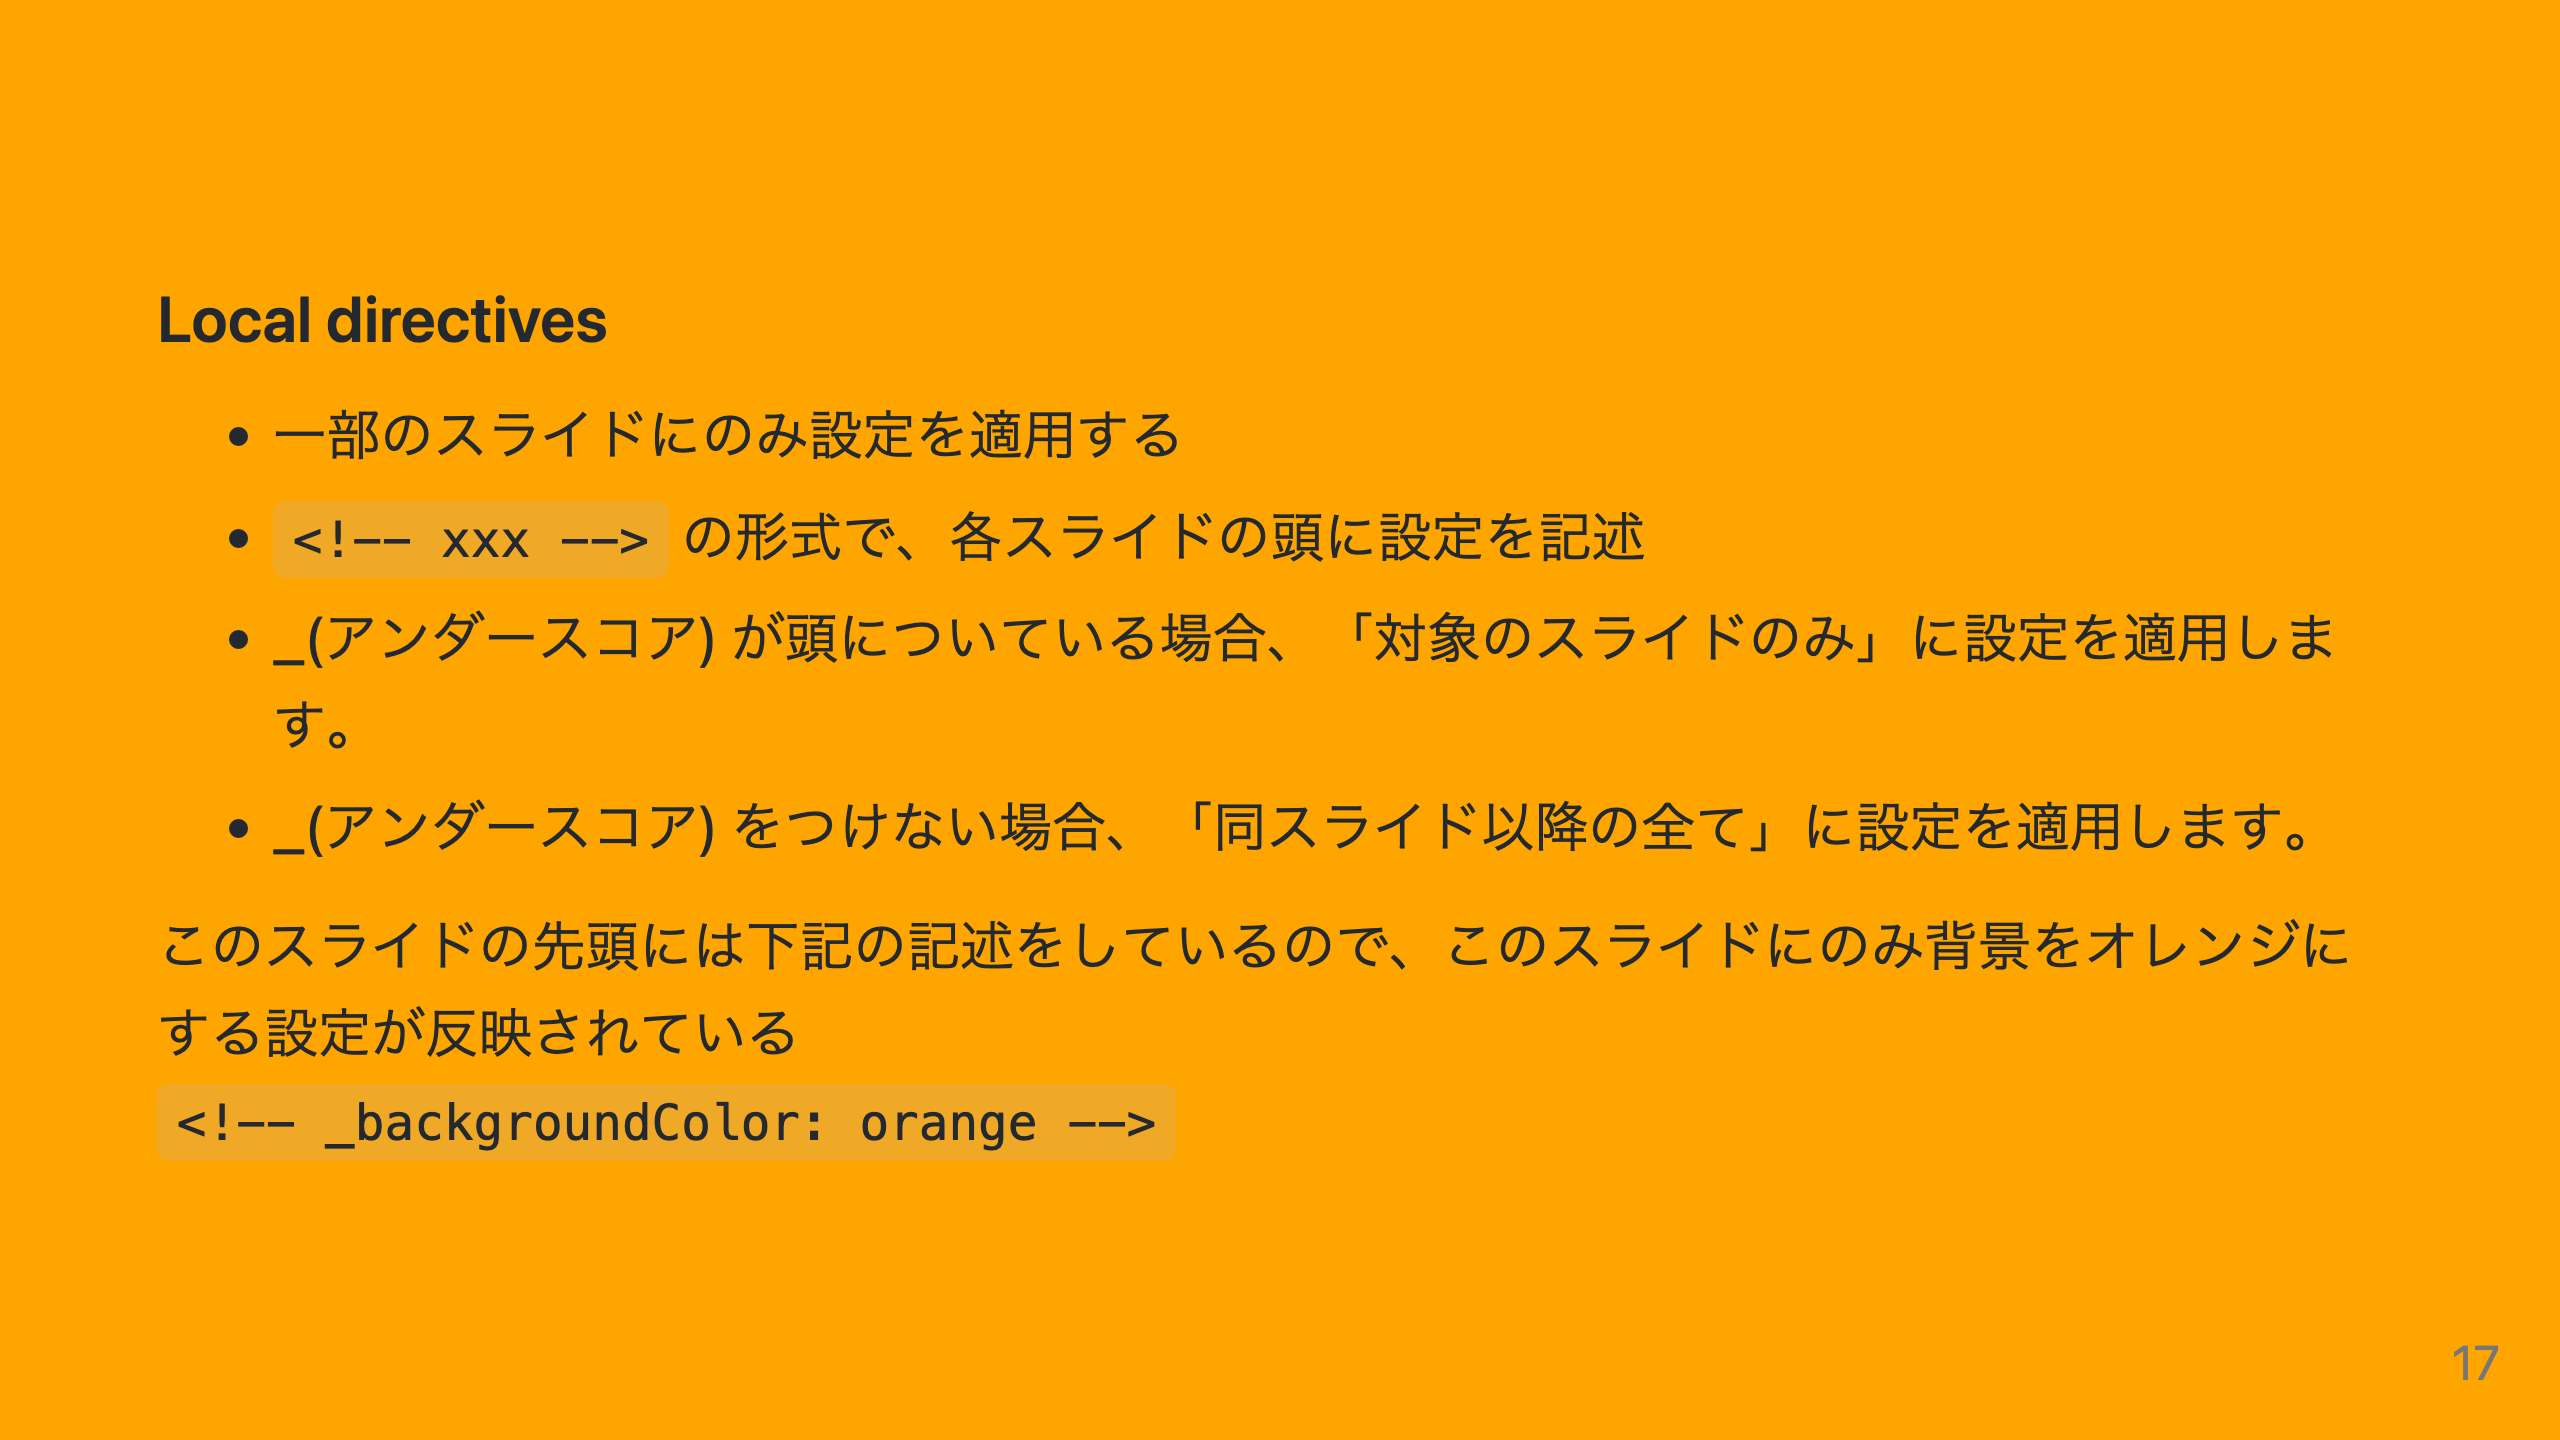 Local directives
• 一部のスライドにのみ設定を適用する
• <!-- xxx --> の形式で、各スライドの頭に設定を記述
• _(アンダースコア) が頭についている場合、「対象のスライドのみ」に設定を適用しま
す。
• _(アンダースコア) をつけない場合、「同スライド以降の全て」に設定を適用します。
このスライドの先頭には下記の記述をしているので、このスライドにのみ背景をオレンジに
する設定が反映されている
<!-- _backgroundColor: orange -->
17